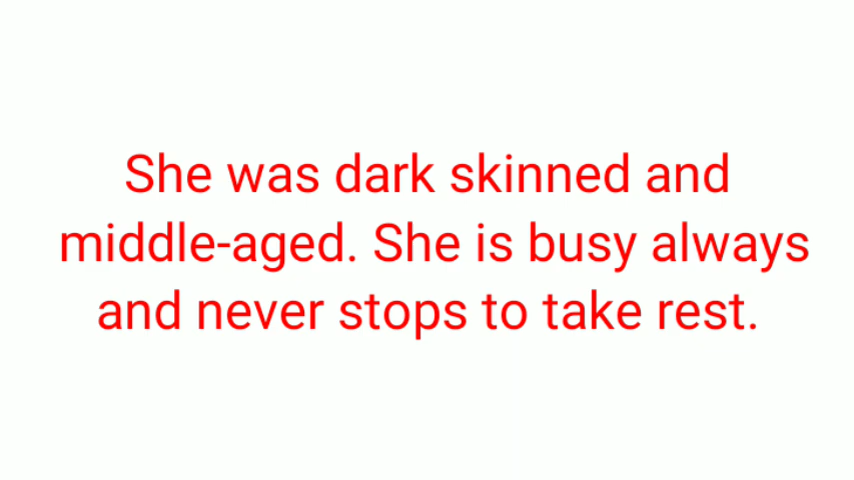 She was dark skinned and
middle-aged. She is busy always
and never stops to take rest.